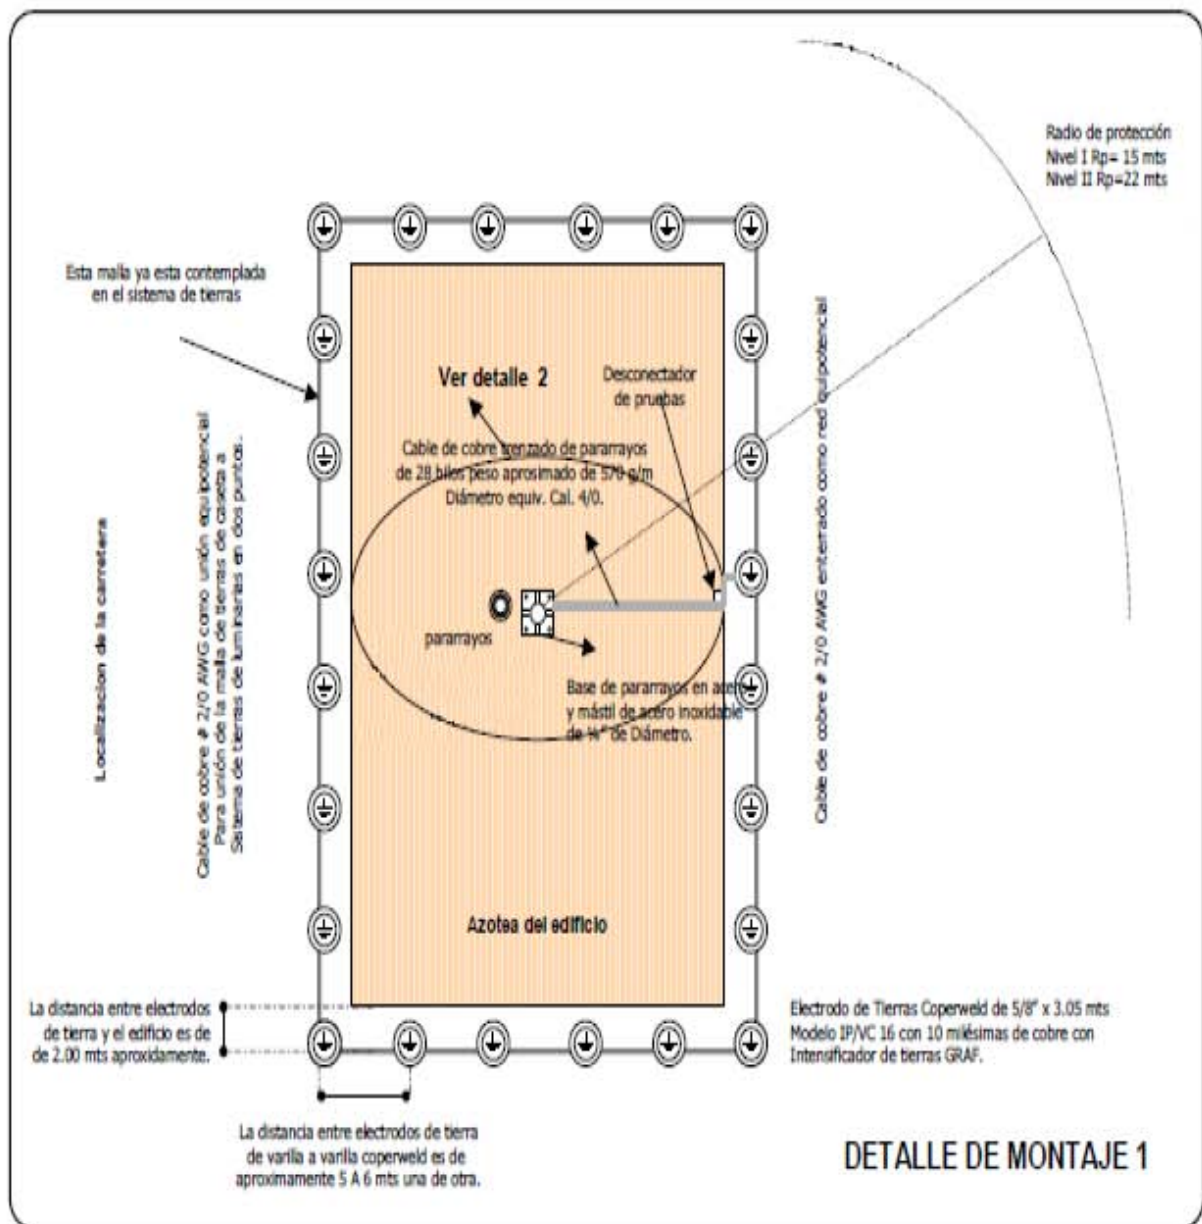 Radio de protección
Nivel I Rp= 15 mts
Nivel II Rp=22 mts
Esta malla ya esta contemplada
en el sistema de tierras
Ver detalle 2
Desconectador
de pruebas
Cable de cobre trenzado de pararrayos
de 28 hilos peso aprosimado de 570 g/m
Diámetro equiv. Cal. 4/0.
pararrayos
Base de pararrayos en acero
y mástil de acero inoxidable
de ¾" de Diámetro.
Localizacion de la carretera
Cable de cobre # 2/0 AWG como unión equipotencial
Para unión de la malla de tierras de caseta a
Sistema de tierras de luminarias en dos puntos.
Cable de cobre # 2/0 AWG enterrado como red quipotencial
Azotea del edificio
La distancia entre electrodos
de tierra y el edificio es de
de 2.00 mts aproxidamente.
Electrodo de Tierras Coperweld de 5/8" x 3.05 mts
Modelo IP/VC 16 con 10 milésimas de cobre con
Intensificador de tierras GRAF.
La distancia entre electrodos de tierra
de varilla a varilla coperweld es de
aproximamente 5 A 6 mts una de otra.
DETALLE DE MONTAJE 1